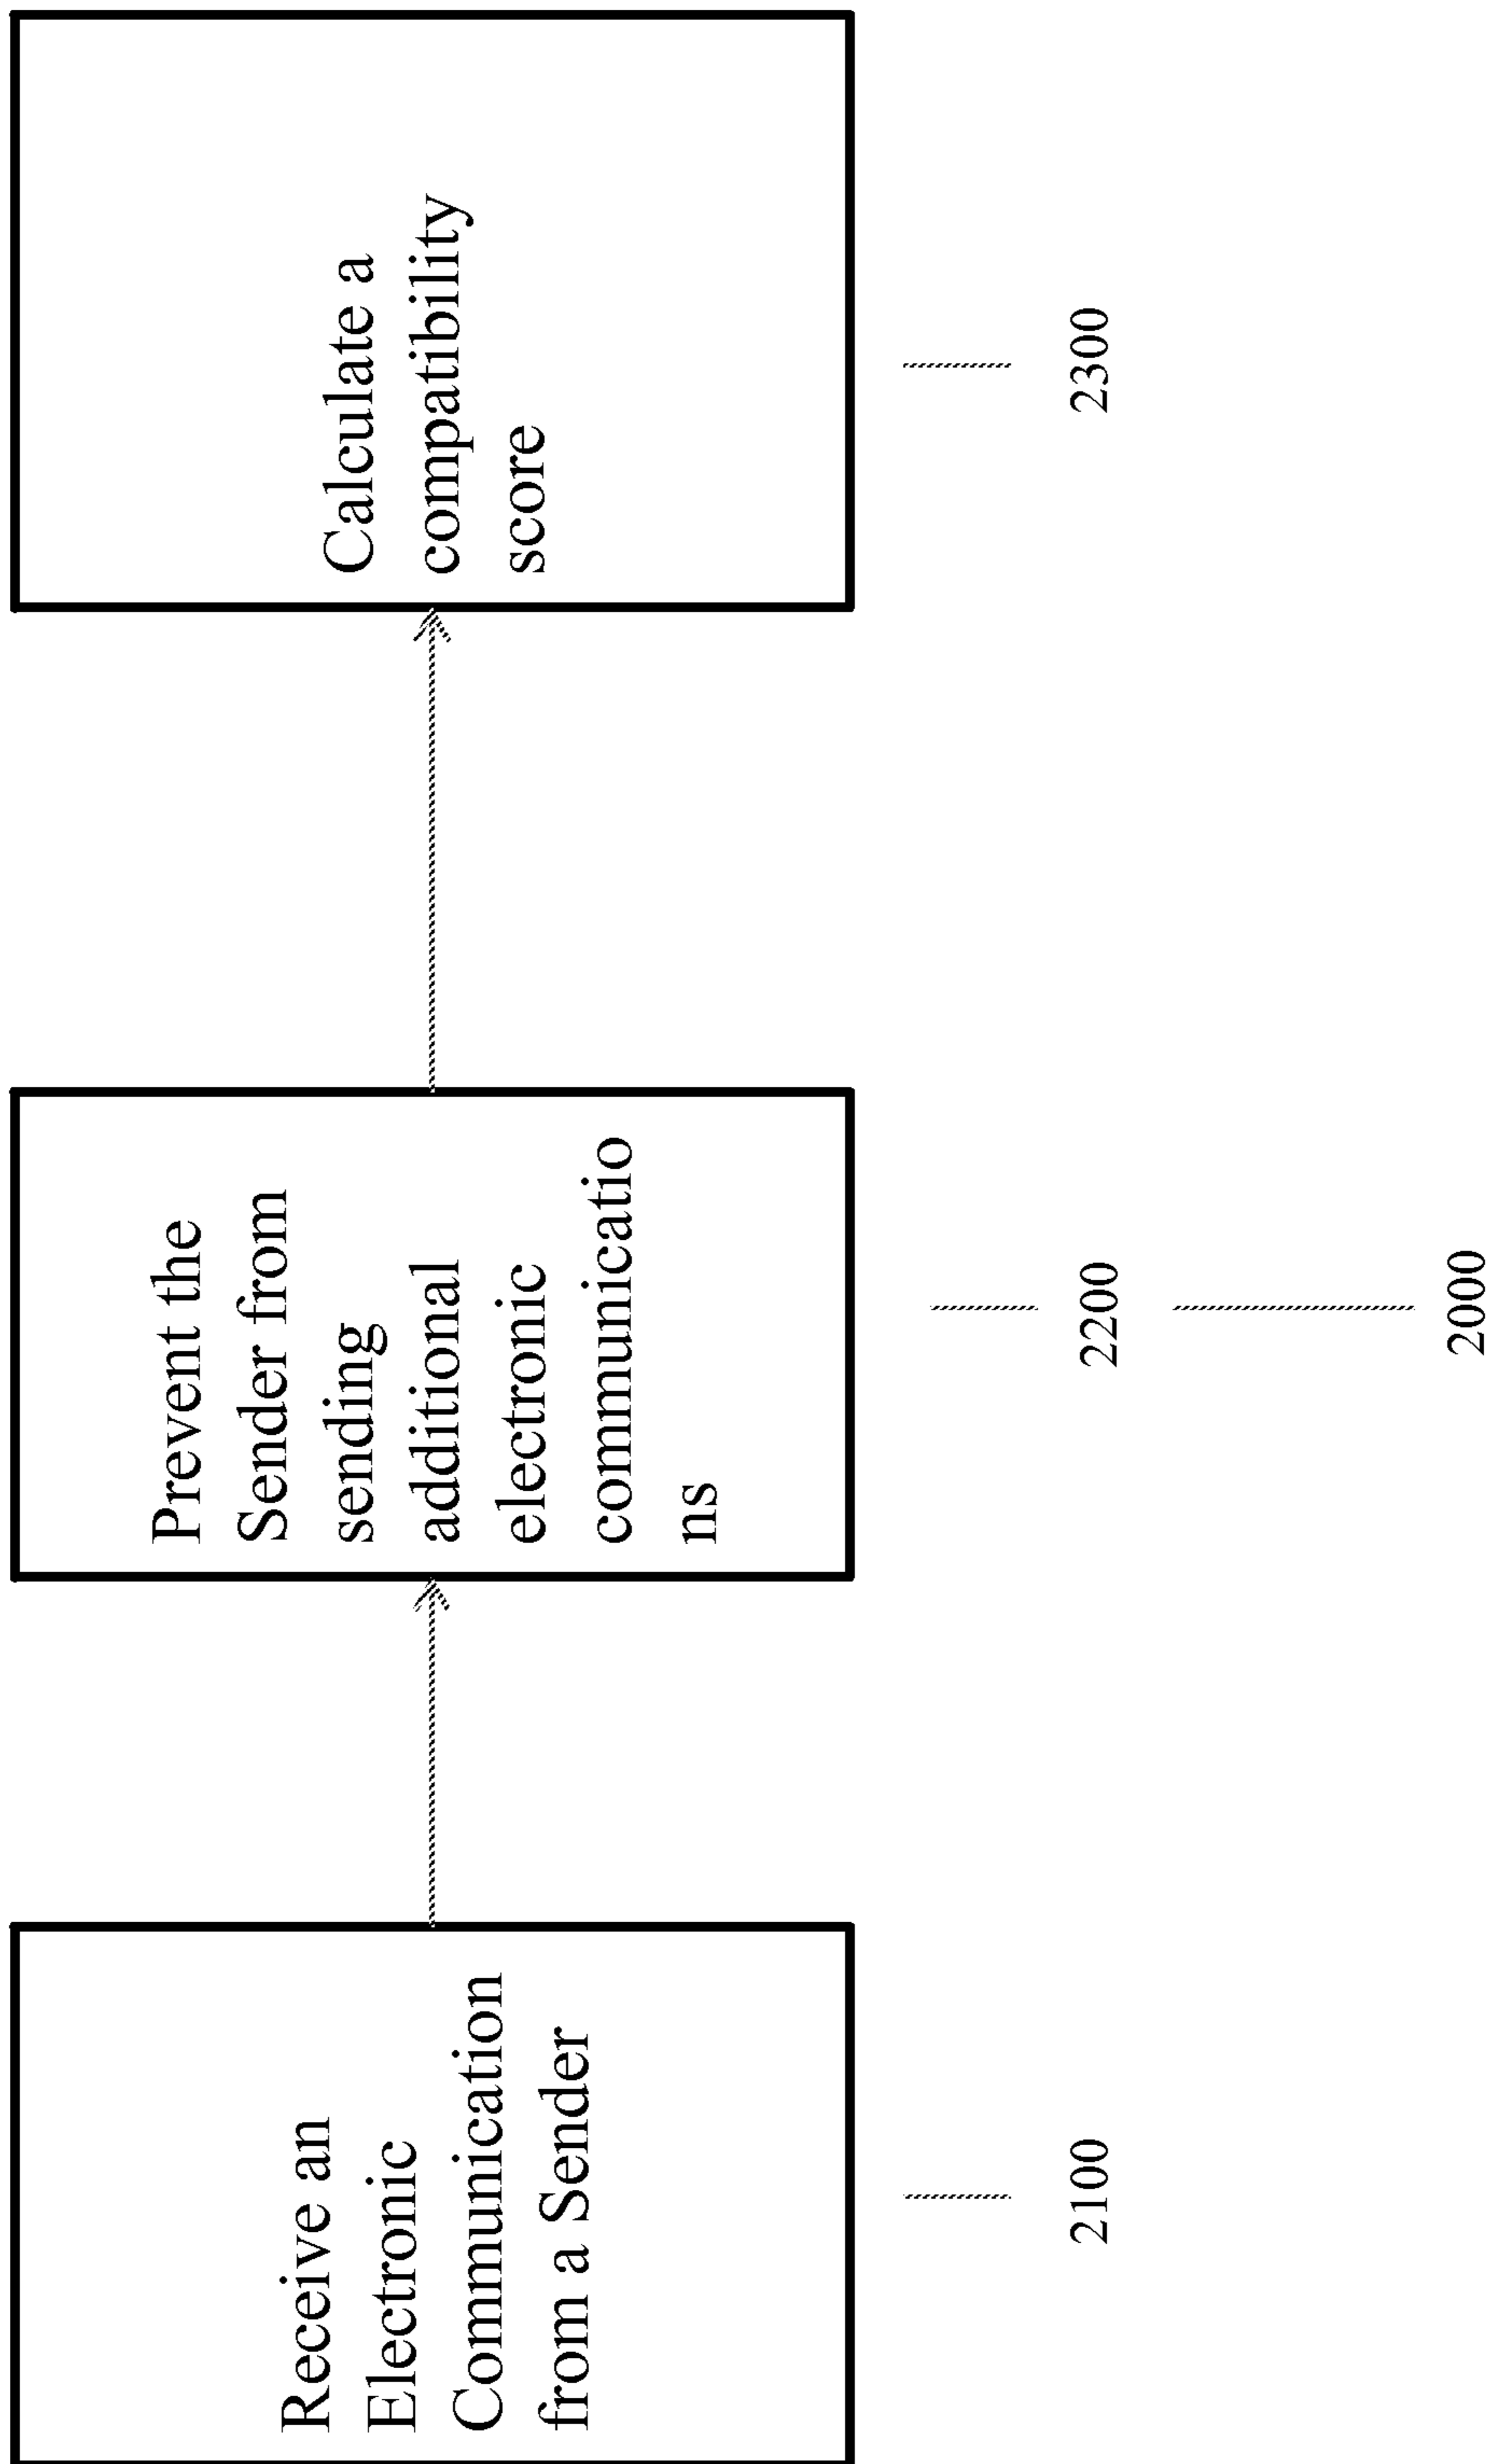 Receive an
Electronic
Communication
from a Sender
Prevent the
Sender from
sending
additional
electronic
communicatio
ns
Calculate a
compatibility
score
2100
2200
2300
2000